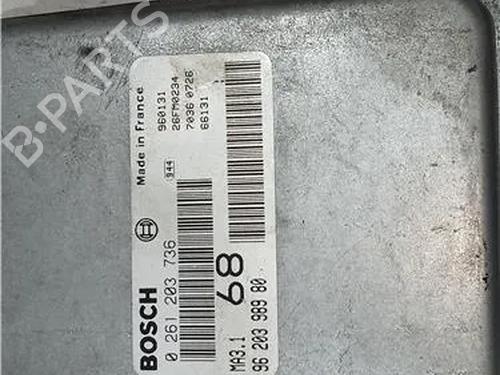 B-PARTS
BOSCH
Made in France
0 261 203 736
944
960131
26FM0234
7036 0726
66131
MA3.1
68
96 203 989 80